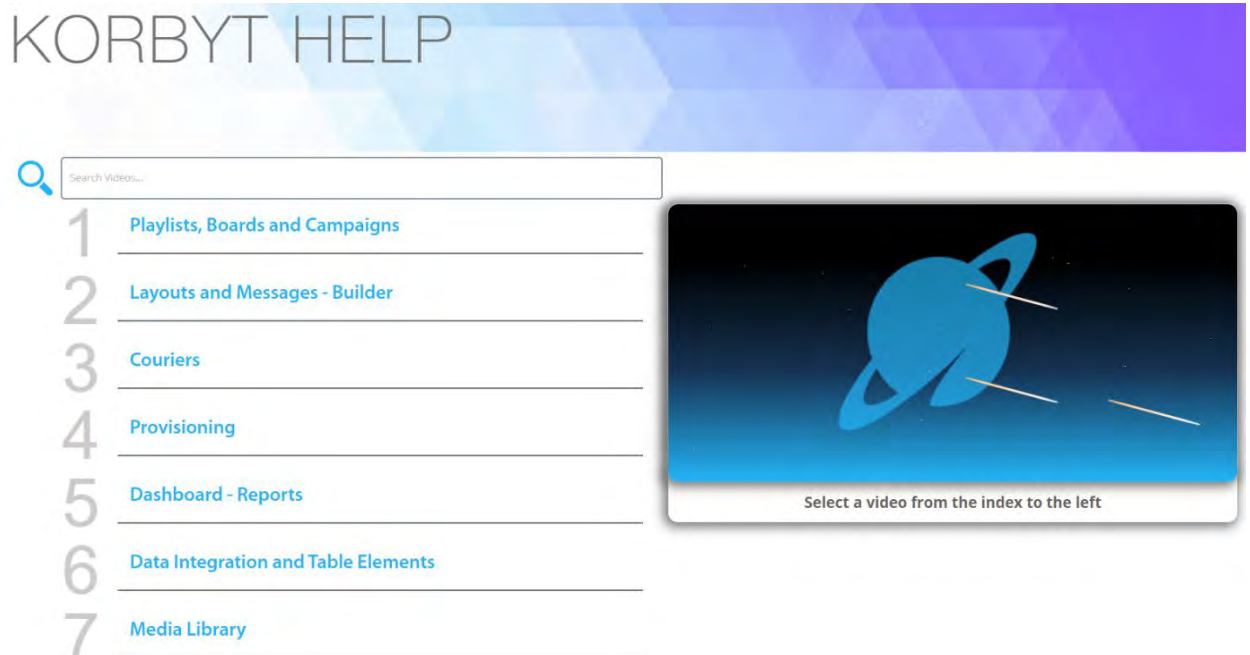 KORBYT HELP
Search Videos...
1 Playlists, Boards and Campaigns
2 Layouts and Messages - Builder
3 Couriers
4 Provisioning
5 Dashboard - Reports
6 Data Integration and Table Elements
7 Media Library
Select a video from the index to the left